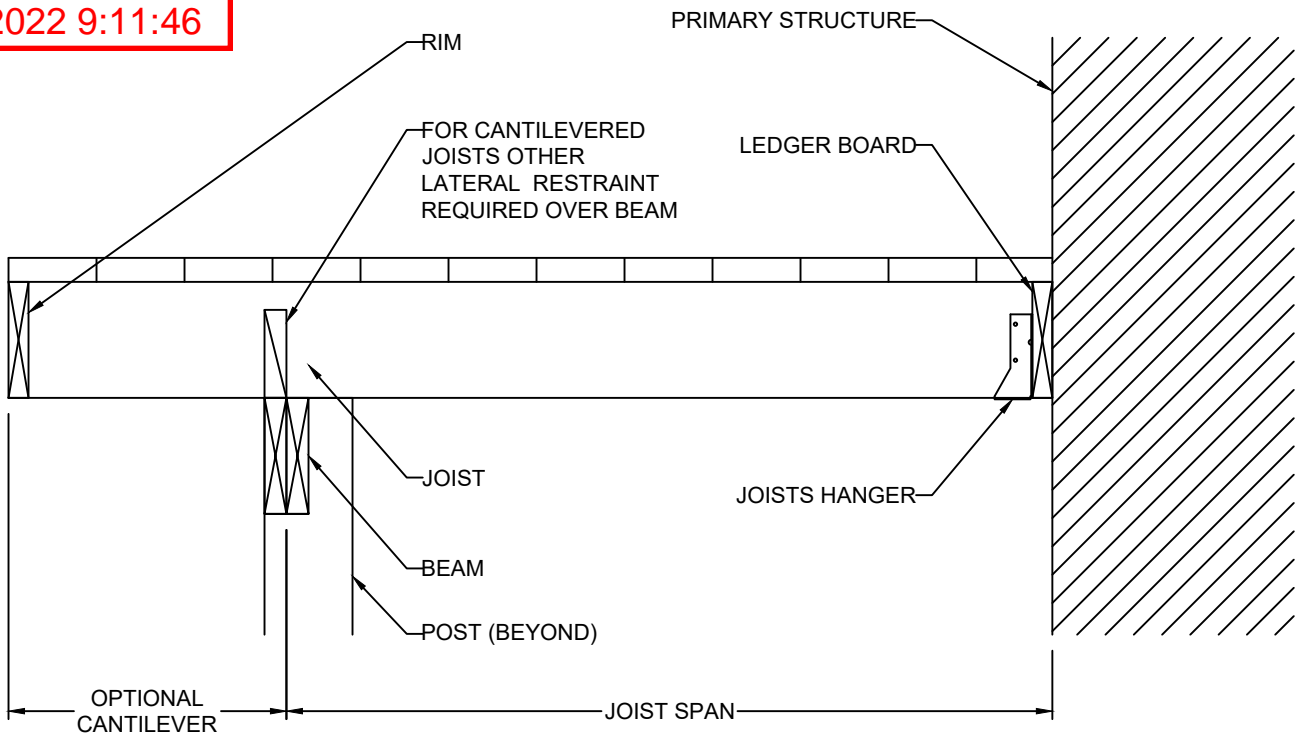 2022 9:11:46
PRIMARY STRUCTURE
RIM
FOR CANTILEVERED
JOISTS OTHER
LATERAL RESTRAINT
REQUIRED OVER BEAM
LEDGER BOARD
JOIST
JOISTS HANGER
BEAM
POST (BEYOND)
OPTIONAL
CANTILEVER
JOIST SPAN